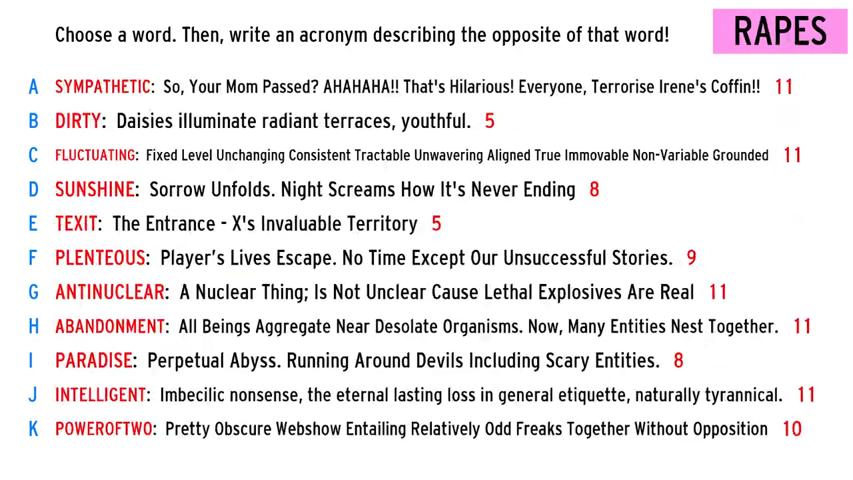 Choose a word. Then, write an acronym describing the opposite of that word!
RAPES
A SYMPATHETIC: So, Your Mom Passed? AHAHAHA!! That's Hilarious! Everyone, Terrorise Irene's Coffin!! 11
B DIRTY: Daisies illuminate radiant terraces, youthful. 5
C FLUCTUATING: Fixed Level Unchanging Consistent Tractable Unwavering Aligned True Immovable Non-Variable Grounded 11
D SUNSHINE: Sorrow Unfolds. Night Screams How It's Never Ending 8
E TEXIT: The Entrance - X's Invaluable Territory 5
F PLENTEOUS: Player's Lives Escape. No Time Except Our Unsuccessful Stories. 9
G ANTINUCLEAR: A Nuclear Thing; Is Not Unclear Cause Lethal Explosives Are Real 11
H ABANDONMENT: All Beings Aggregate Near Desolate Organisms. Now, Many Entities Nest Together. 11
I PARADISE: Perpetual Abyss. Running Around Devils Including Scary Entities. 8
J INTELLIGENT: Imbecilic nonsense, the eternal lasting loss in general etiquette, naturally tyrannical. 11
K POWEROFTWO: Pretty Obscure Webshow Entailing Relatively Odd Freaks Together Without Opposition 10